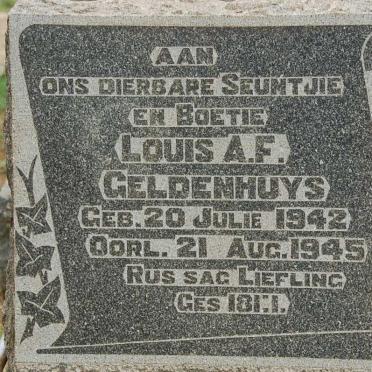 AAN
ONS DIERBARE SEUNTJIE
EN BOETIE
LOUIS A.F.
GELDENHUYS
GEB. 20 JULIE 1942
OORL. 21 AUG. 1945
RUS SAG LIEFLING
GES 181:1.